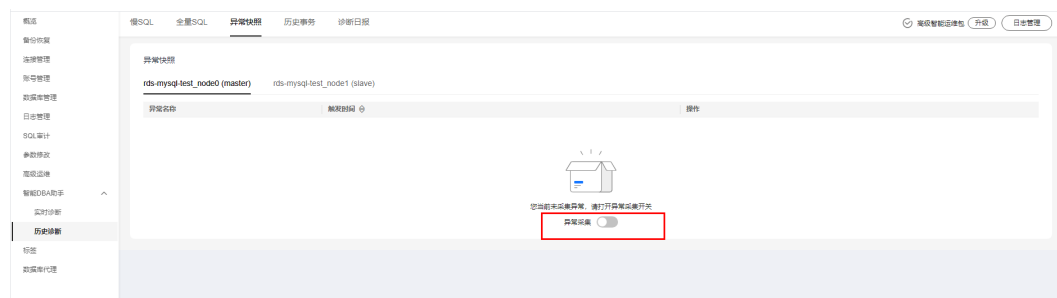 概览
备份恢复
连接管理
账号管理
数据库管理
日志管理
SQL审计
参数修改
高级运维
智能DBA助手
实时诊断
历史诊断
标签
数据库代理
慢SQL 全量SQL 异常快照 历史事务 诊断日报
高级智能运维包 升级 日志管理
异常快照
rds-mysql-test_node0 (master) rds-mysql-test_node1 (slave)
异常名称 触发时间 操作
您当前未采集异常，请打开异常采集开关
异常采集